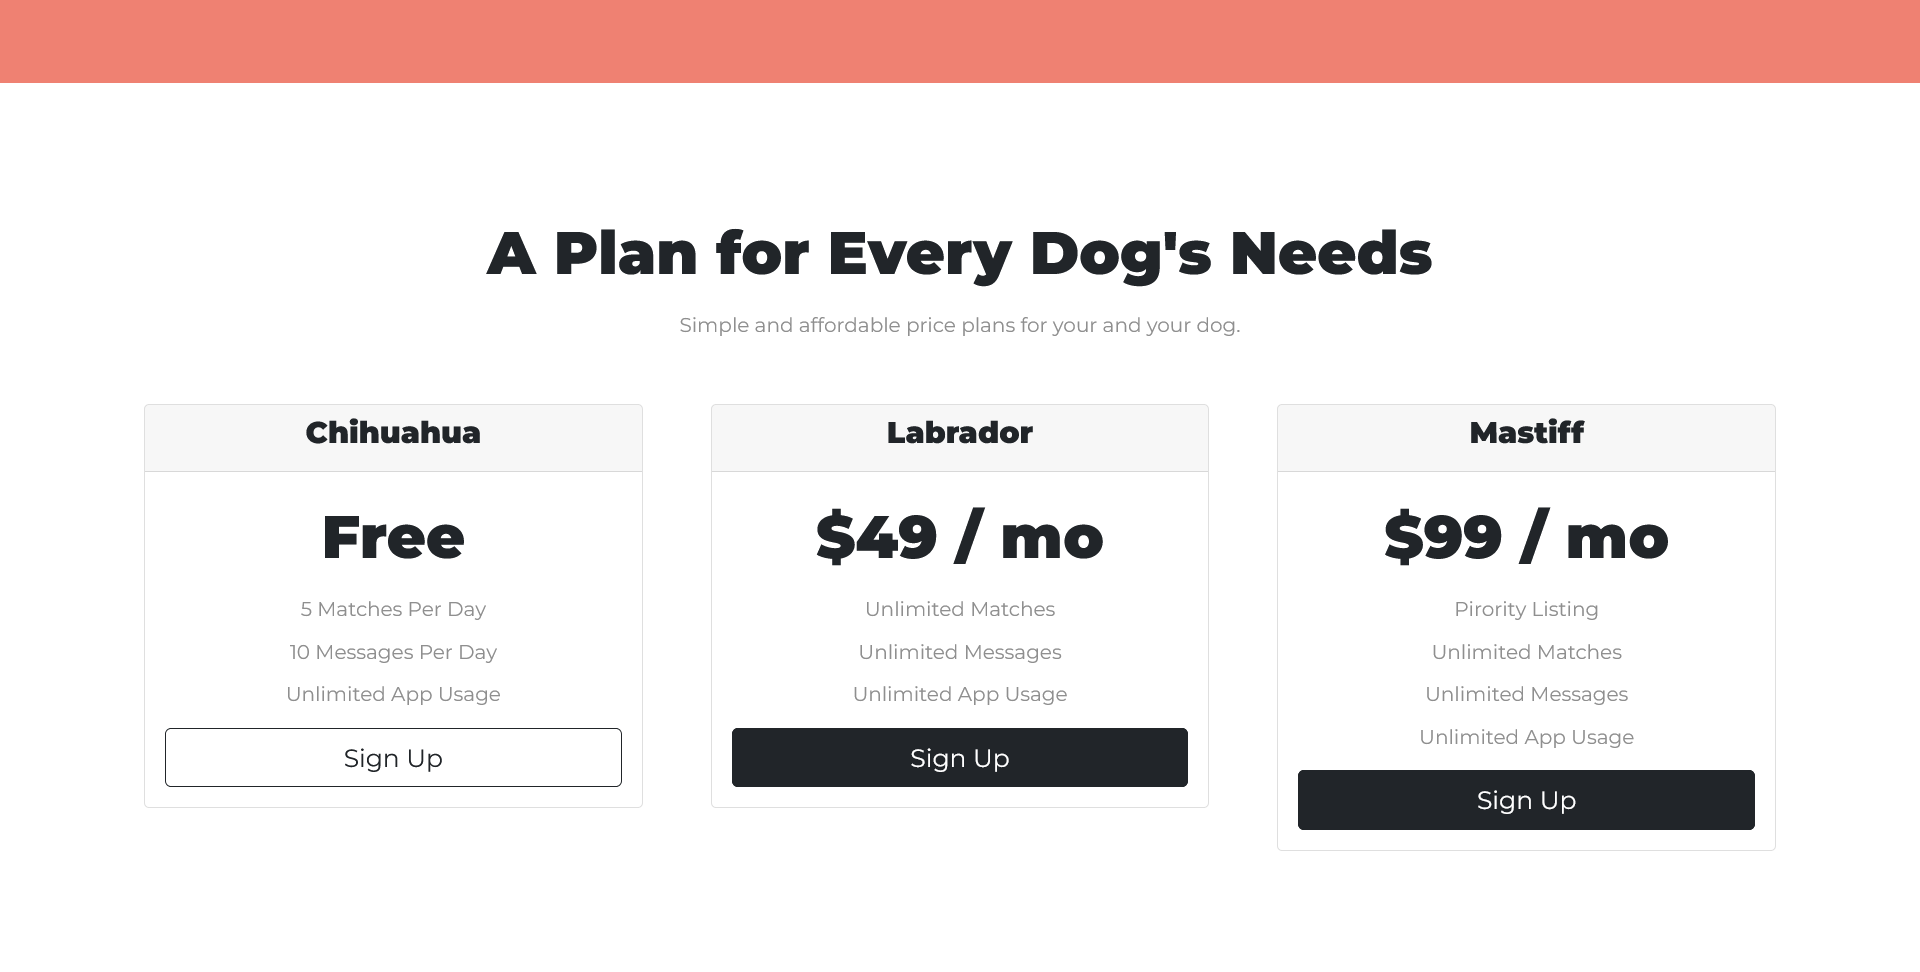 A Plan for Every Dog's Needs
Simple and affordable price plans for your and your dog.
Chihuahua
Free
5 Matches Per Day
10 Messages Per Day
Unlimited App Usage
Sign Up
Labrador
$49 / mo
Unlimited Matches
Unlimited Messages
Unlimited App Usage
Sign Up
Mastiff
$99 / mo
Pirority Listing
Unlimited Matches
Unlimited Messages
Unlimited App Usage
Sign Up